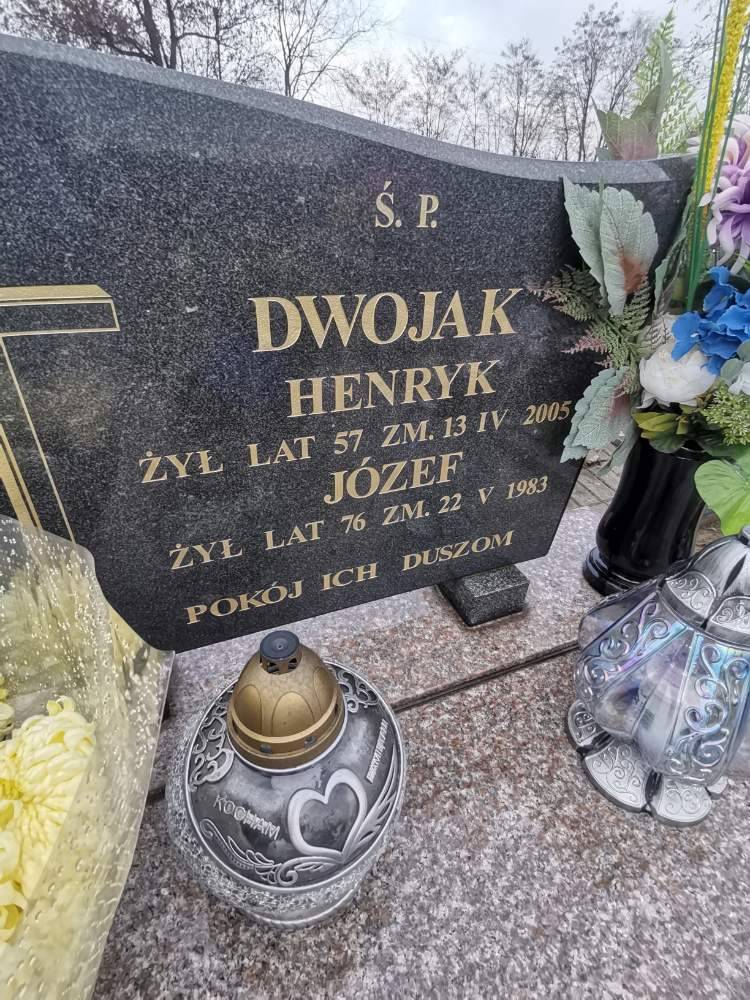 Ś. P.
DWOJAK
HENRYK
ŻYŁ LAT 57 ZM. 13 IV 2005
JÓZEF
ŻYŁ LAT 76 ZM. 22 V 1983
POKÓJ ICH DUSZOM
KOCHAM